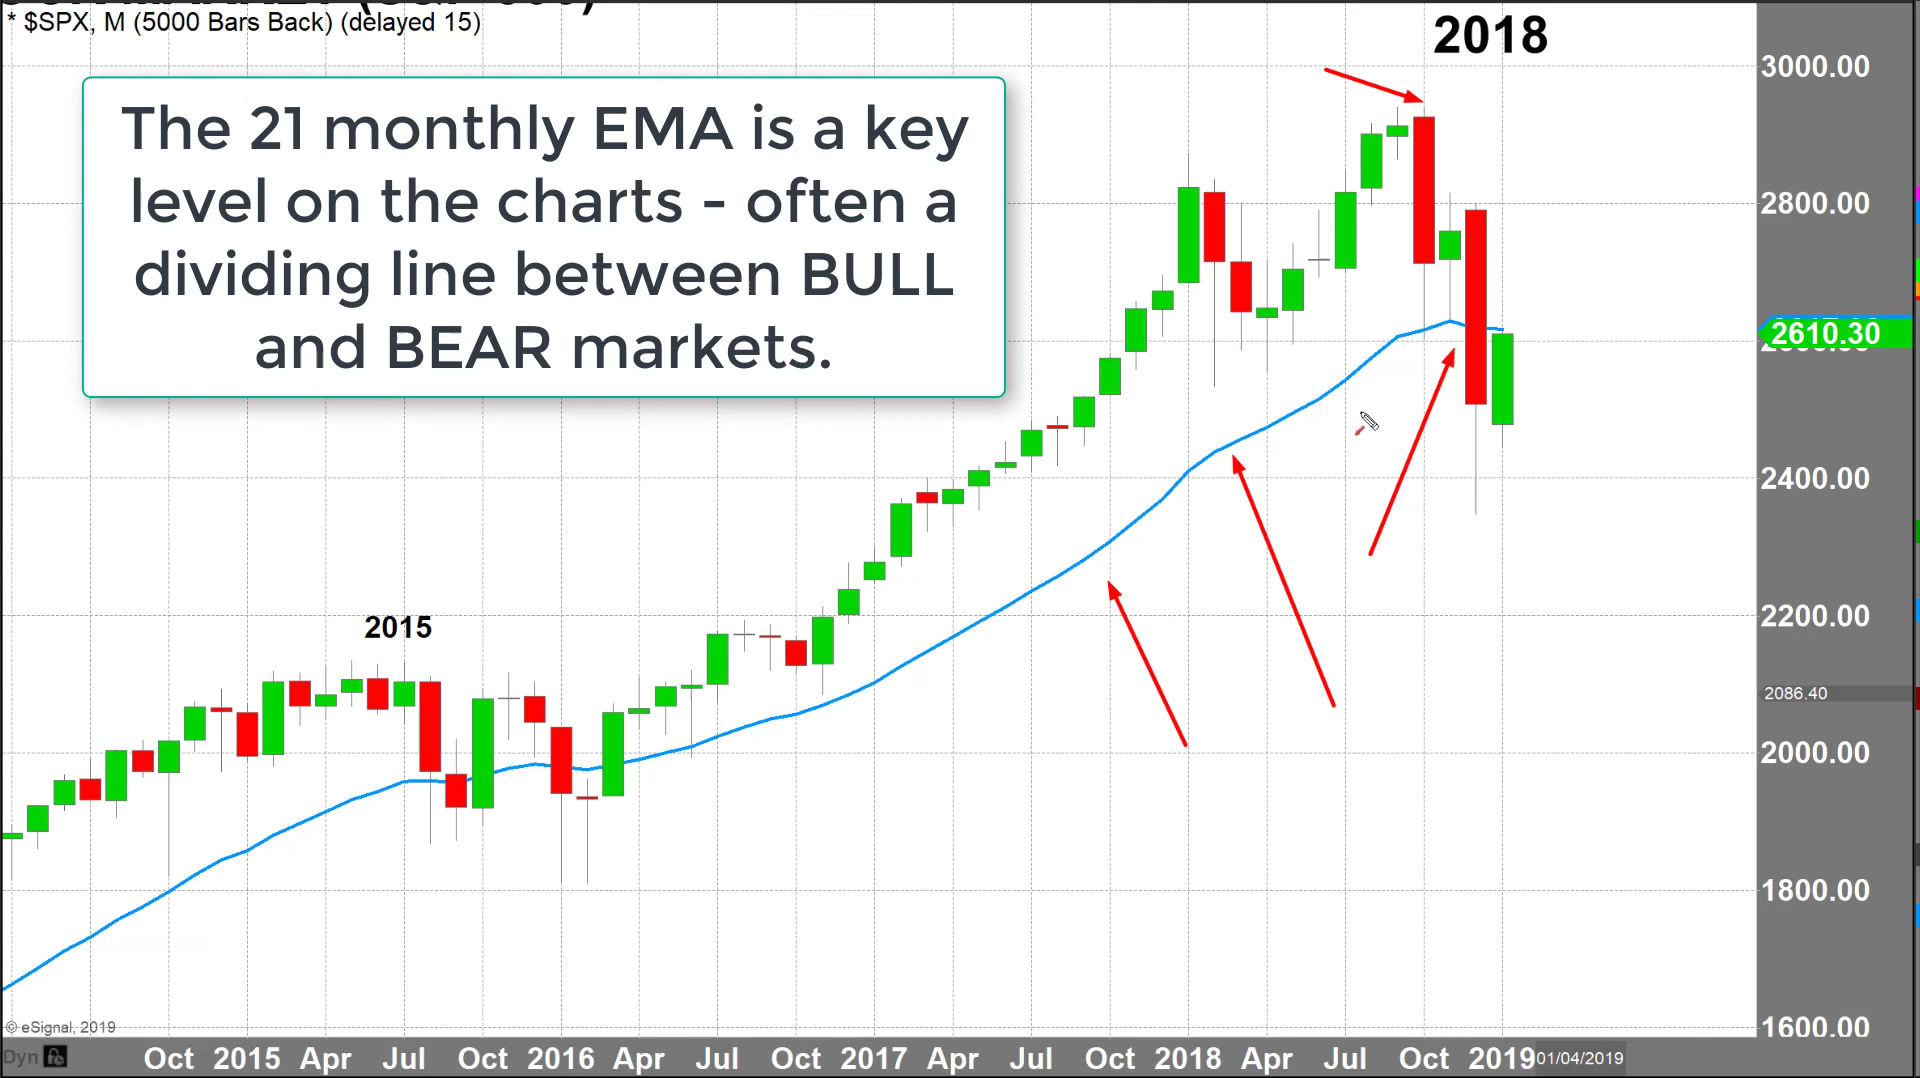 * $SPX, M (5000 Bars Back) (delayed 15)
2018
The 21 monthly EMA is a key
level on the charts - often a
dividing line between BULL
and BEAR markets.
3000.00
2800.00
2610.30
2400.00
2200.00
2015
2086.40
2000.00
1800.00
1600.00
© eSignal, 2019
Dyn Oct 2015 Apr Jul Oct 2016 Apr Jul Oct 2017 Apr Jul Oct 2018 Apr Jul Oct 2019 01/04/2019